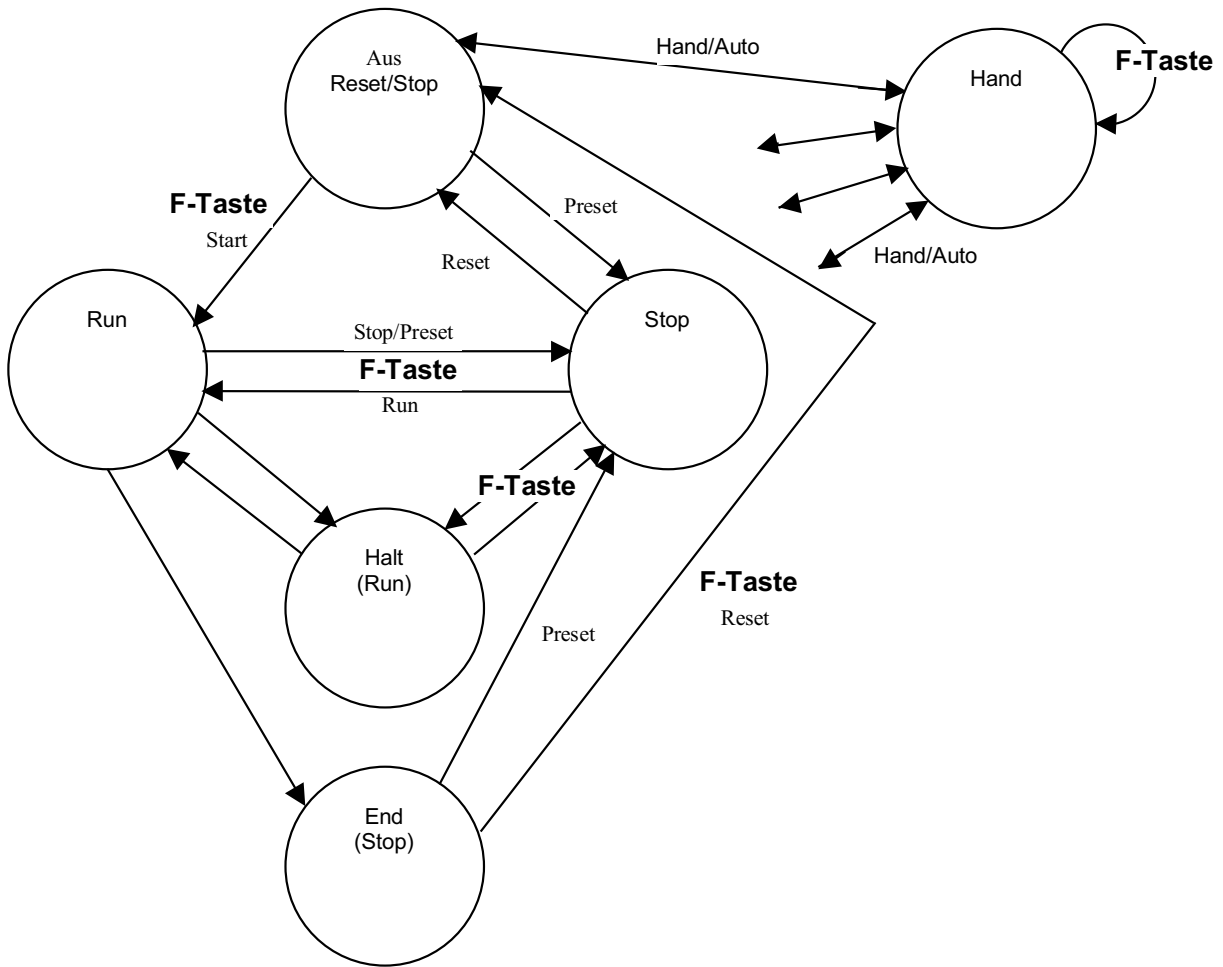 Aus
Reset/Stop
Hand/Auto
Hand
F-Taste
F-Taste
Start
Preset
Reset
Hand/Auto
Run
Stop/Preset
F-Taste
Run
Stop
F-Taste
Halt
(Run)
F-Taste
Reset
Preset
End
(Stop)